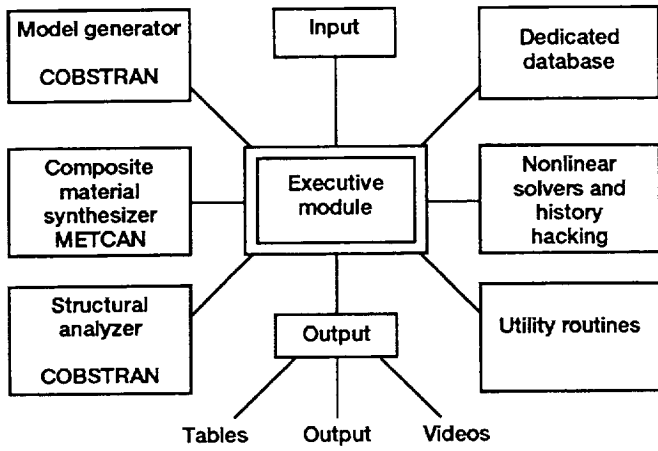 Model generator
COBSTRAN
Input
Dedicated
database
Composite
material
synthesizer
METCAN
Executive
module
Nonlinear
solvers and
history
hacking
Structural
analyzer
COBSTRAN
Output
Utility routines
Tables
Output
Videos